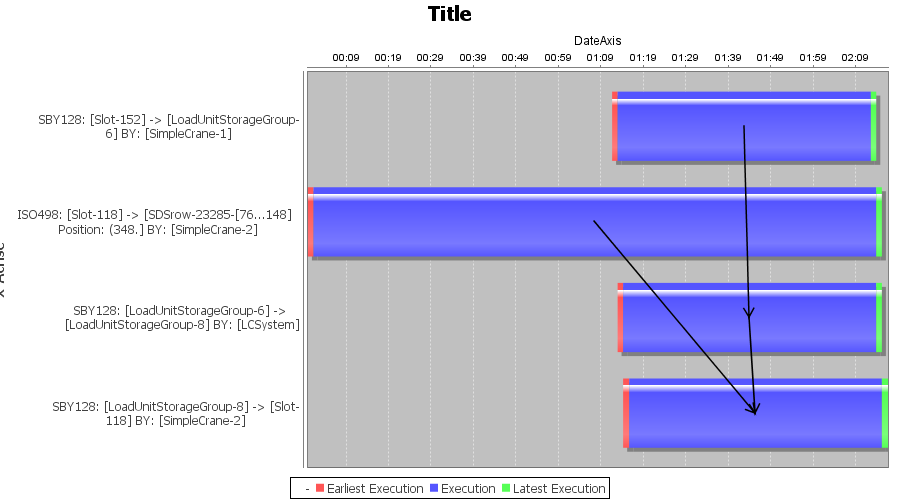 Title
DateAxis
00:09 00:19 00:29 00:39 00:49 00:59 01:09 01:19 01:29 01:39 01:49 01:59 02:09
SBY128: [Slot-152] -> [LoadUnitStorageGroup-
6] BY: [SimpleCrane-1]
ISO498: [Slot-118] -> [SDSrow-23285-[76...148]
Position: (348.] BY: [SimpleCrane-2]
SBY128: [LoadUnitStorageGroup-6] ->
[LoadUnitStorageGroup-8] BY: [LCSystem]
SBY128: [LoadUnitStorageGroup-8] -> [Slot-
118] BY: [SimpleCrane-2]
- Earliest Execution Execution Latest Execution